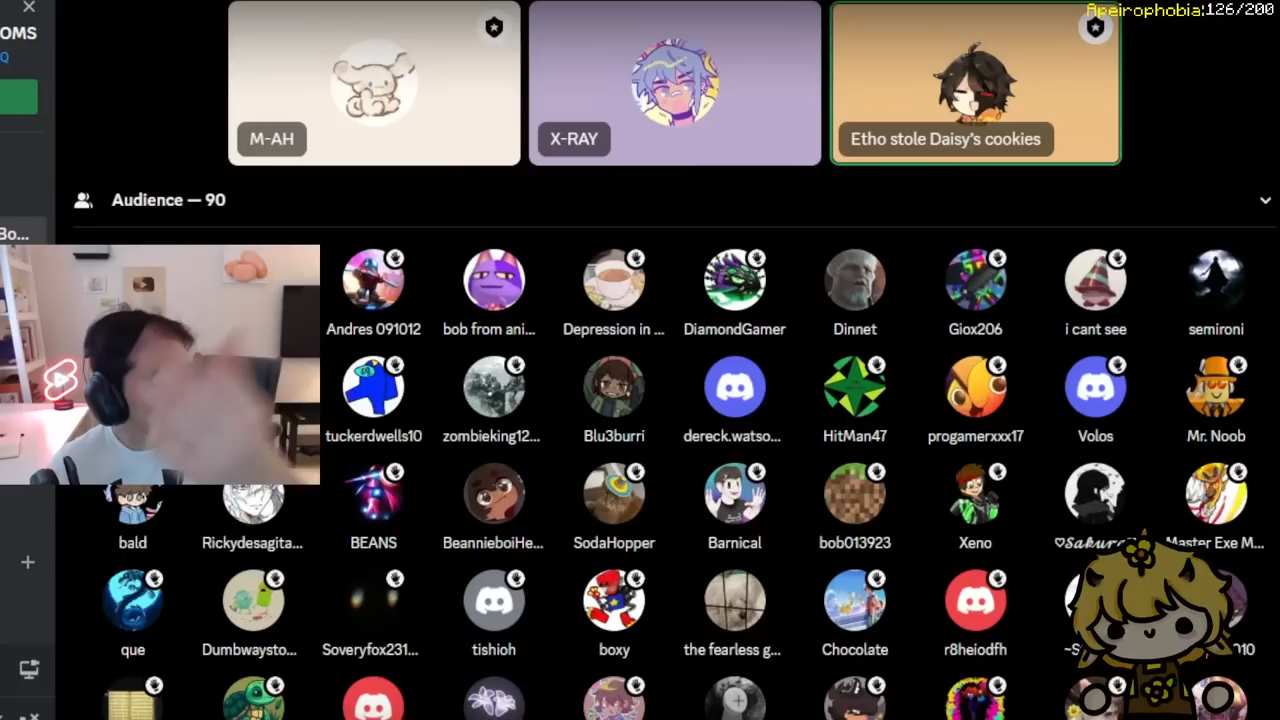 Apeirophobia:126/200
OMS
Q
M-AH
X-RAY
Etho stole Daisy's cookies
Audience — 90
Bo...
Andres 091012
bob from ani...
Depression in ...
DiamondGamer
Dinnet
Giox206
i cant see
semironi
tuckerdwells10
zombieking12...
Blu3burri
dereck.watso...
HitMan47
progamerxxx17
Volos
Mr. Noob
bald
Rickydesagita...
BEANS
BeannieboiHe...
SodaHopper
Barnical
bob013923
Xeno
Master Exe M...
que
Dumbwaysto...
Soveryfox231...
tishioh
boxy
the fearless g...
Chocolate
r8heiodfh